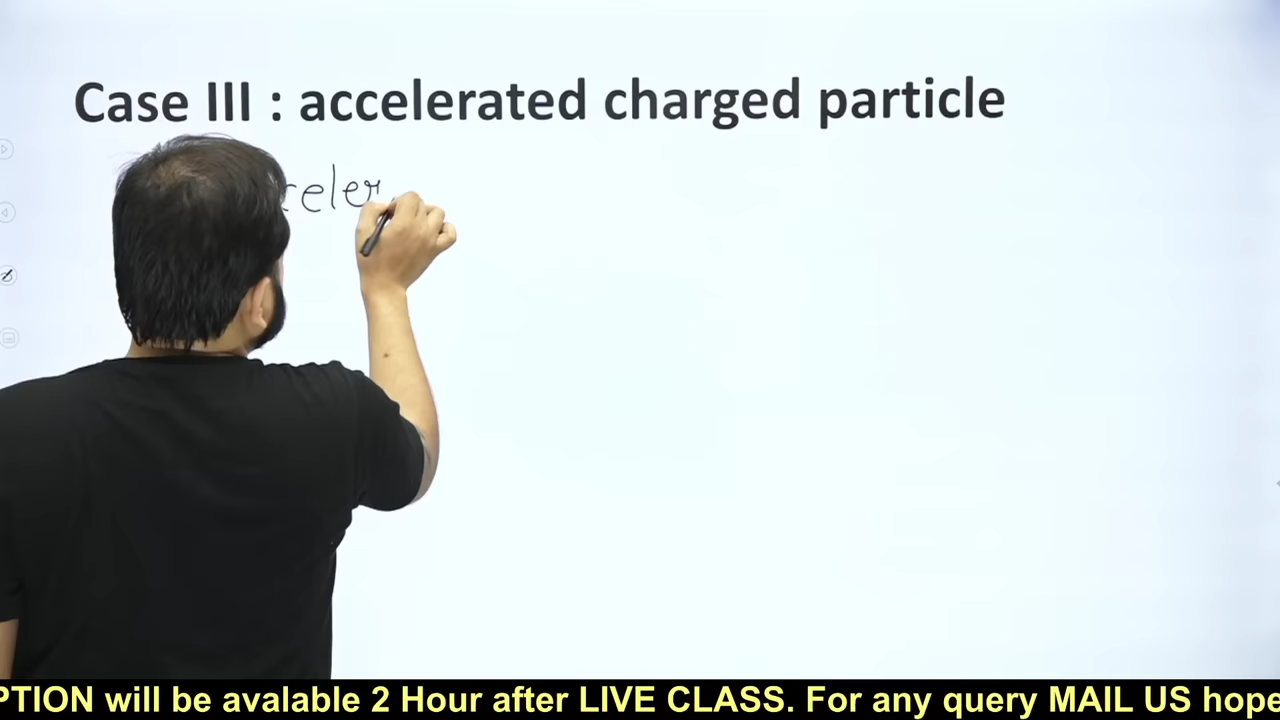 Case III : accelerated charged particle
PTION will be avalable 2 Hour after LIVE CLASS. For any query MAIL US hope